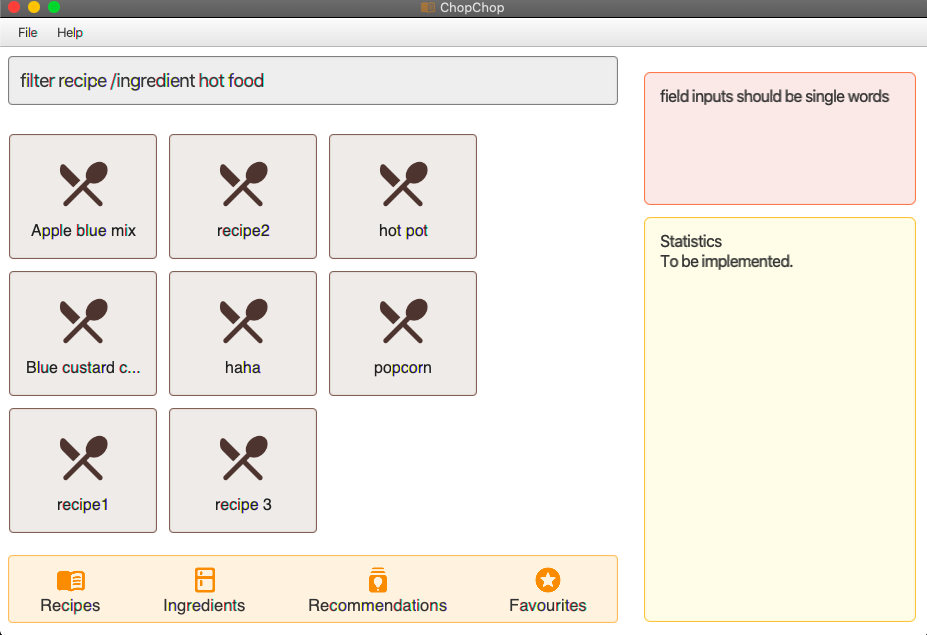 ChopChop
File Help
filter recipe /ingredient hot food
field inputs should be single words
Apple blue mix
recipe2
hot pot
Statistics
To be implemented.
Blue custard c...
haha
popcorn
recipe1
recipe 3
Recipes
Ingredients
Recommendations
Favourites